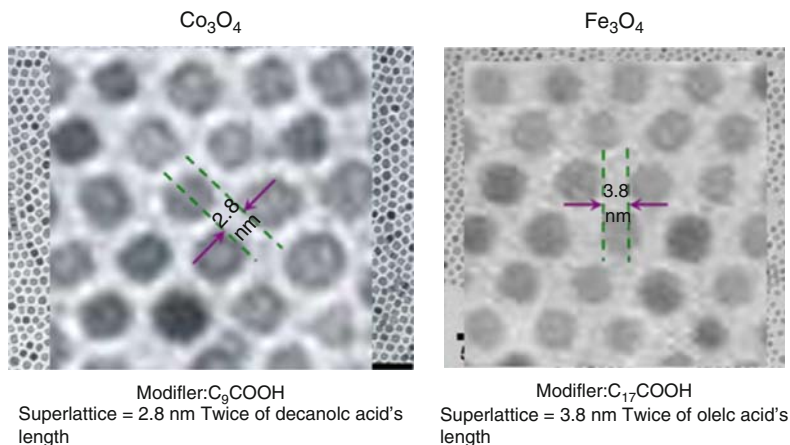 Co₃O₄
Fe₃O₄
2.8
nm
3.8
nm
Modifler:C₉COOH
Superlattice = 2.8 nm Twice of decanolc acid's
length
Modifler:C₁₇COOH
Superlattice = 3.8 nm Twice of olelc acid's
length